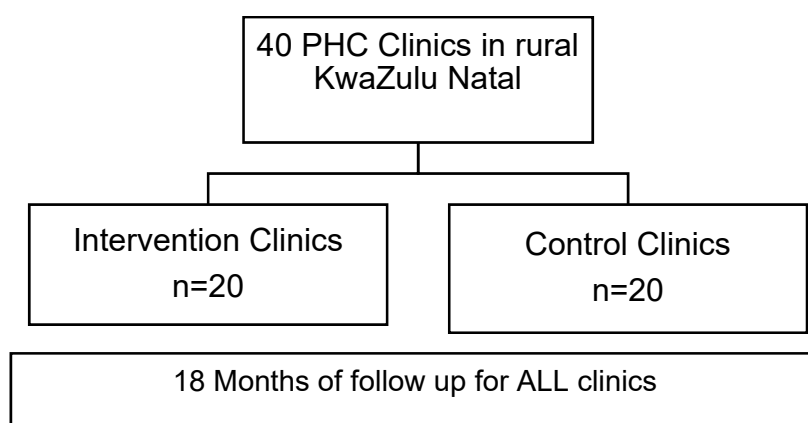 40 PHC Clinics in rural
KwaZulu Natal
Intervention Clinics
n=20
Control Clinics
n=20
18 Months of follow up for ALL clinics